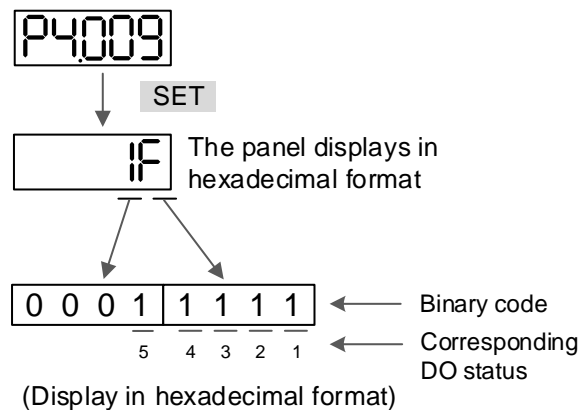 P4.009
SET
1F
The panel displays in
hexadecimal format
0 0 0 1 1 1 1 1
Binary code
5 4 3 2 1
Corresponding
DO status
(Display in hexadecimal format)